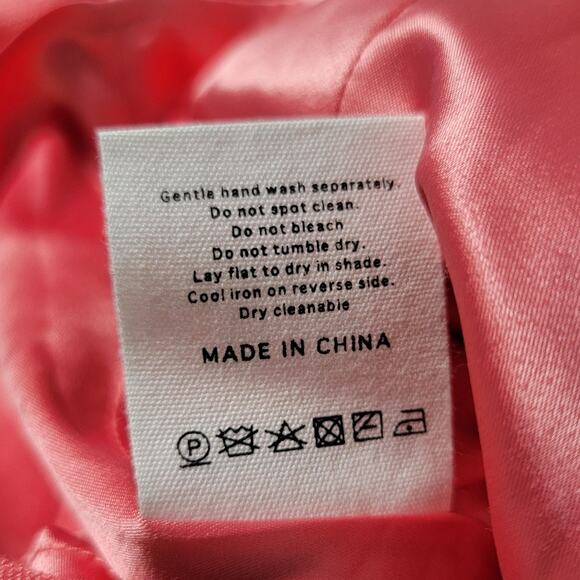 Gentle hand wash separately.
Do not spot clean.
Do not bleach
Do not tumble dry.
Lay flat to dry in shade.
Cool iron on reverse side.
Dry cleanable
MADE IN CHINA
P